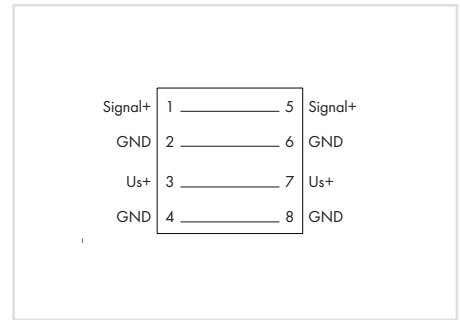 Signal+ 1 5 Signal+
GND 2 6 GND
Us+ 3 7 Us+
GND 4 8 GND